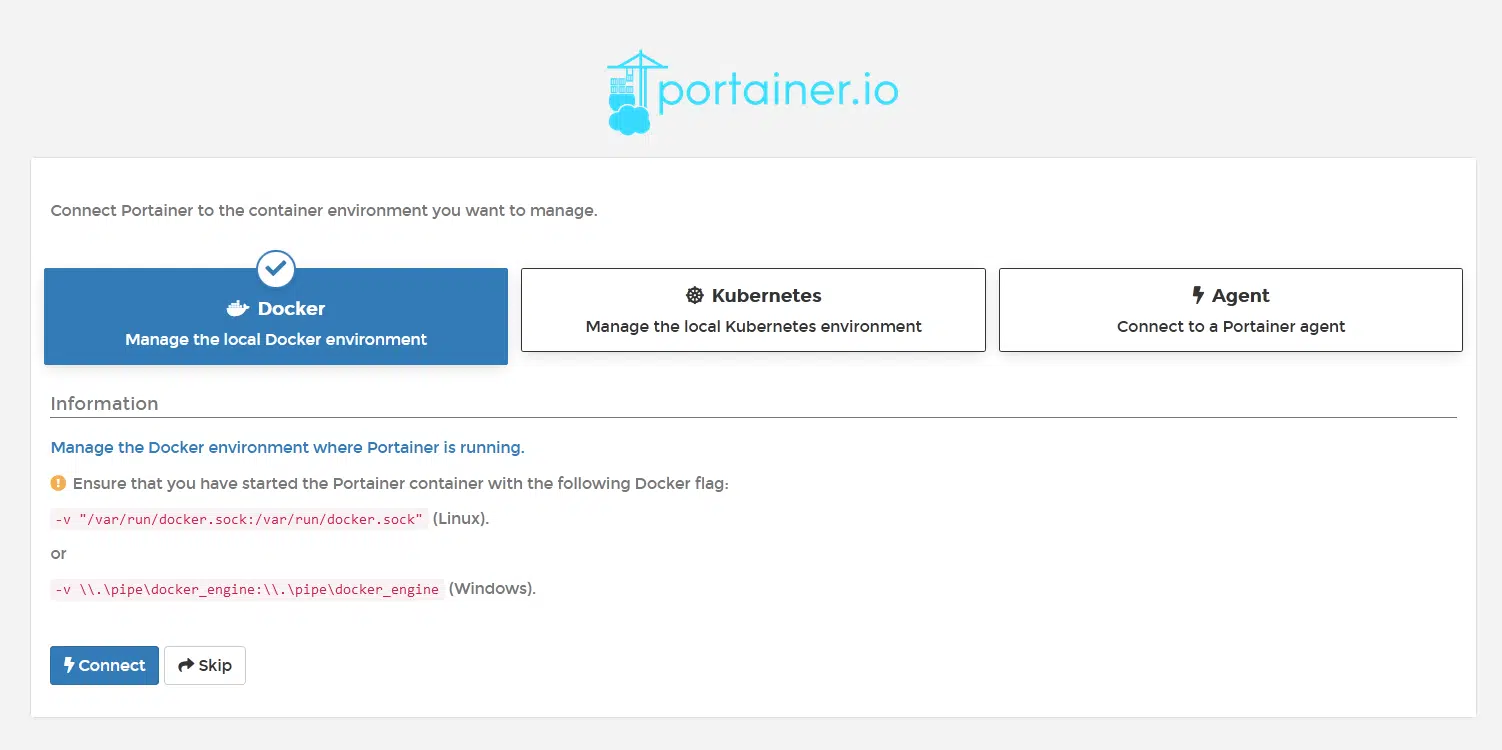 portainer.io
Connect Portainer to the container environment you want to manage.
Docker
Manage the local Docker environment
Kubernetes
Manage the local Kubernetes environment
Agent
Connect to a Portainer agent
Information
Manage the Docker environment where Portainer is running.
Ensure that you have started the Portainer container with the following Docker flag:
-v "/var/run/docker.sock:/var/run/docker.sock" (Linux).
or
-v \\.\pipe\docker_engine:\\.\pipe\docker_engine (Windows).
Connect Skip